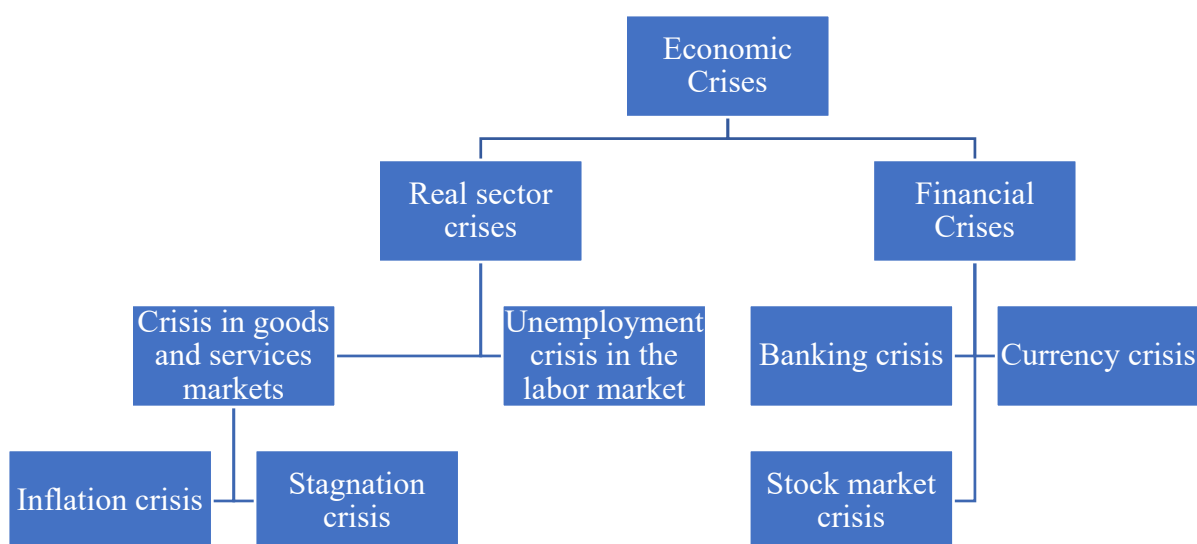 Economic
Crises
Real sector
crises
Financial
Crises
Crisis in goods
and services
markets
Unemployment
crisis in the
labor market
Banking crisis
Currency crisis
Inflation crisis
Stagnation
crisis
Stock market
crisis